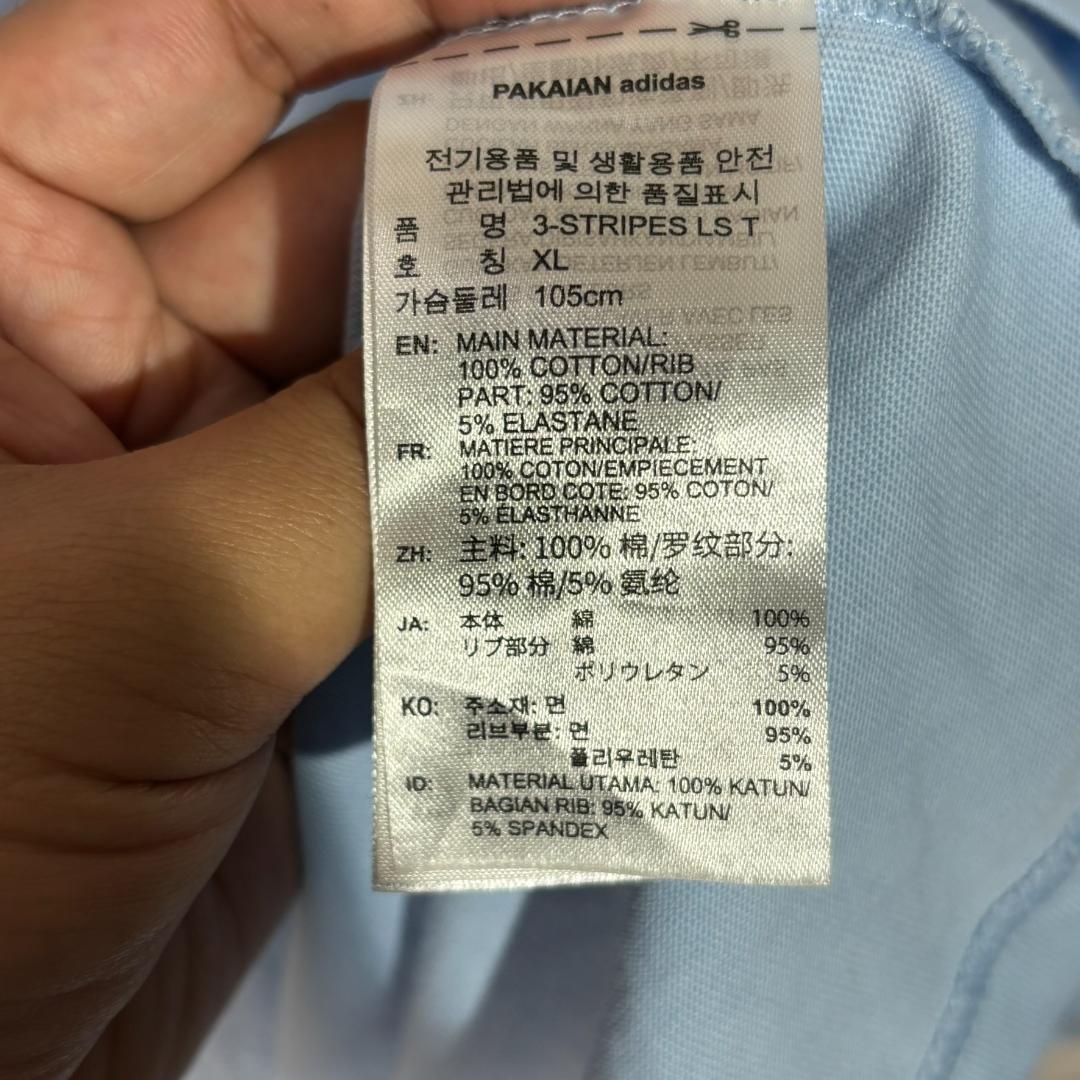 PAKAIAN adidas
전기용품 및 생활용품 안전
관리법에 의한 품질표시
품 명 3-STRIPES LS T
호 칭 XL
가슴둘레 105cm
EN: MAIN MATERIAL:
100% COTTON/RIB
PART: 95% COTTON/
5% ELASTANE
FR: MATIERE PRINCIPALE:
100% COTON/EMPIECEMENT
EN BORD COTE: 95% COTON/
5% ELASTHANNE
ZH: 主料: 100% 棉/罗纹部分:
95% 棉/5% 氨纶
JA: 本体 綿 100%
リブ部分 綿 95%
ポリウレタン 5%
KO: 주소재: 면 100%
리브부분: 면 95%
폴리우레탄 5%
ID: MATERIAL UTAMA: 100% KATUN/
BAGIAN RIB: 95% KATUN/
5% SPANDEX